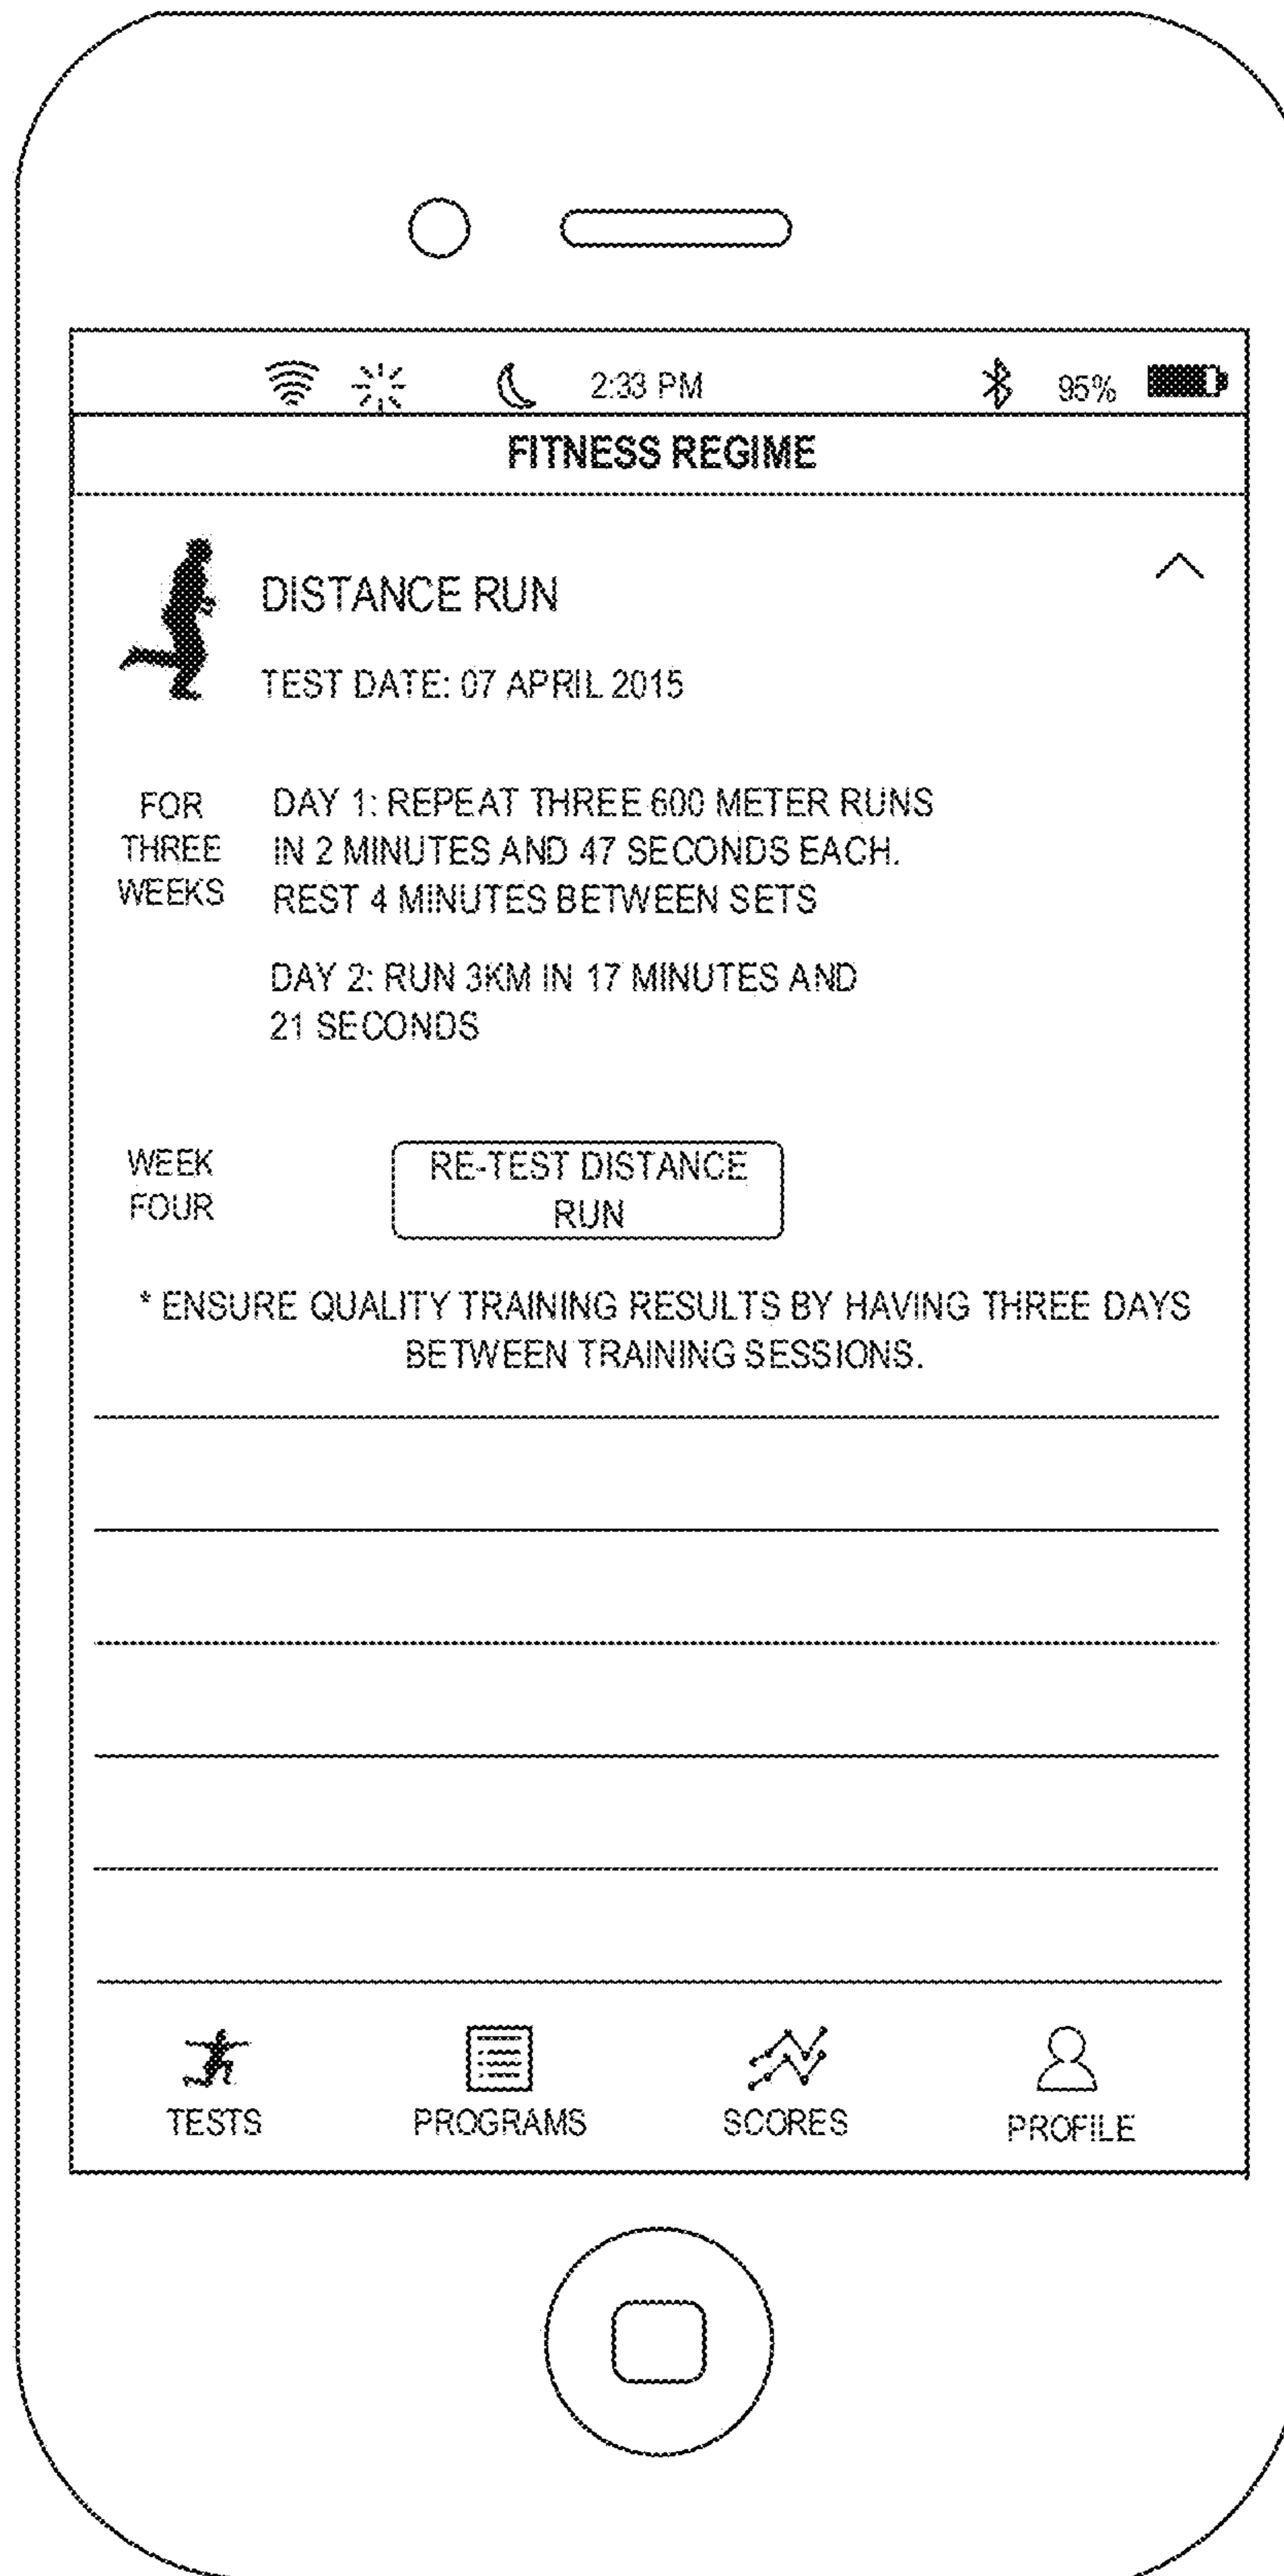 2:33 PM 95%
FITNESS REGIME
DISTANCE RUN
TEST DATE: 07 APRIL 2015
FOR
THREE
WEEKS
DAY 1: REPEAT THREE 600 METER RUNS
IN 2 MINUTES AND 47 SECONDS EACH.
REST 4 MINUTES BETWEEN SETS
DAY 2: RUN 3KM IN 17 MINUTES AND
21 SECONDS
WEEK
FOUR
RE-TEST DISTANCE
RUN
* ENSURE QUALITY TRAINING RESULTS BY HAVING THREE DAYS
BETWEEN TRAINING SESSIONS.
TESTS PROGRAMS SCORES PROFILE